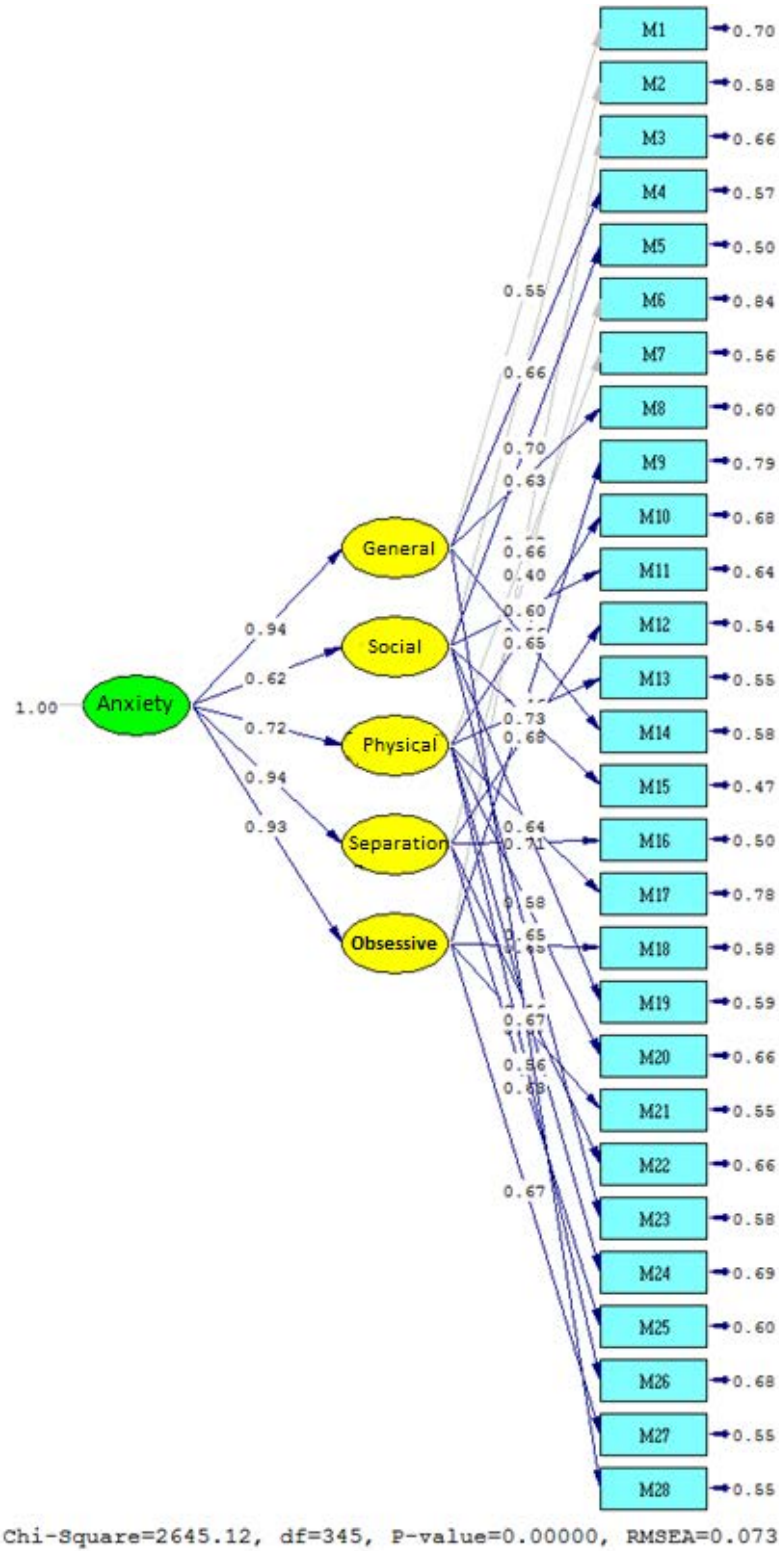 M1 0.70
M2 0.58
M3 0.66
M4 0.57
M5 0.50
M6 0.84
M7 0.56
M8 0.60
M9 0.79
M10 0.68
M11 0.64
M12 0.54
M13 0.55
M14 0.58
M15 0.47
M16 0.50
M17 0.78
M18 0.58
M19 0.59
M20 0.66
M21 0.55
M22 0.66
M23 0.58
M24 0.69
M25 0.60
M26 0.68
M27 0.55
M28 0.55
1.00
Anxiety
0.94
0.62
0.72
0.94
0.93
General
Social
Physical
Separation
Obsessive
0.55
0.66
0.70
0.63
0.66
0.40
0.60
0.65
0.73
0.68
0.64
0.71
0.58
0.65
0.67
0.56
0.67
Chi-Square=2645.12, df=345, P-value=0.00000, RMSEA=0.073